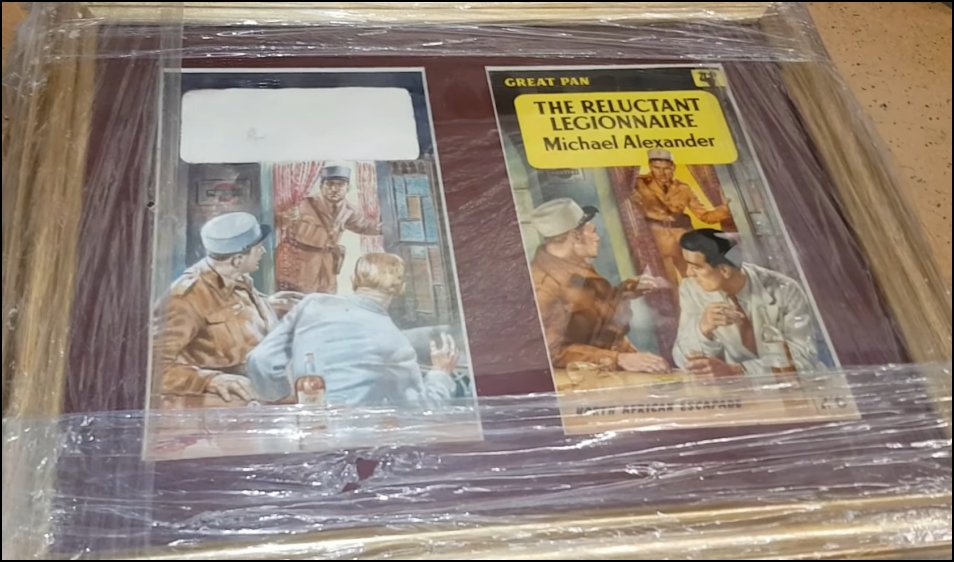 GREAT PAN
THE RELUCTANT
LEGIONNAIRE
Michael Alexander
NORTH AFRICAN ESCAPADE